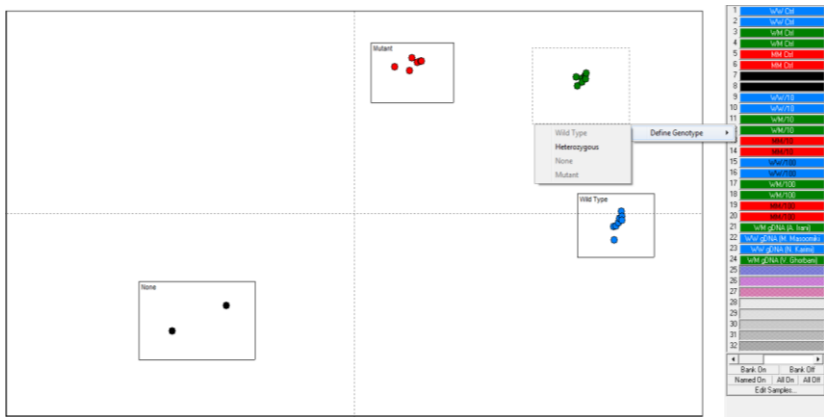 Mutant
Wild Type
Heterozygous
None
Mutant
Define Genotype
Wild Type
None
1 WW Ctrl
2 WW Ctrl
3 WM Ctrl
4 WM Ctrl
5 MM Ctrl
6 MM Ctrl
7
8
9 WW/10
10 WW/10
11 WM/10
WM/10
MM/10
14 MM/10
15 WW/100
16 WW/100
17 WM/100
18 WM/100
19 MM/100
20 MM/100
21 WM gDNA (A. Irani)
22 WW gDNA
23 WW gDNA (N. Karimi)
24 WM gDNA (V. Ghorbani)
25
26
27
28
29
30
31
32
Bank On Bank Off
Named On All On All Off
Edit Samples...